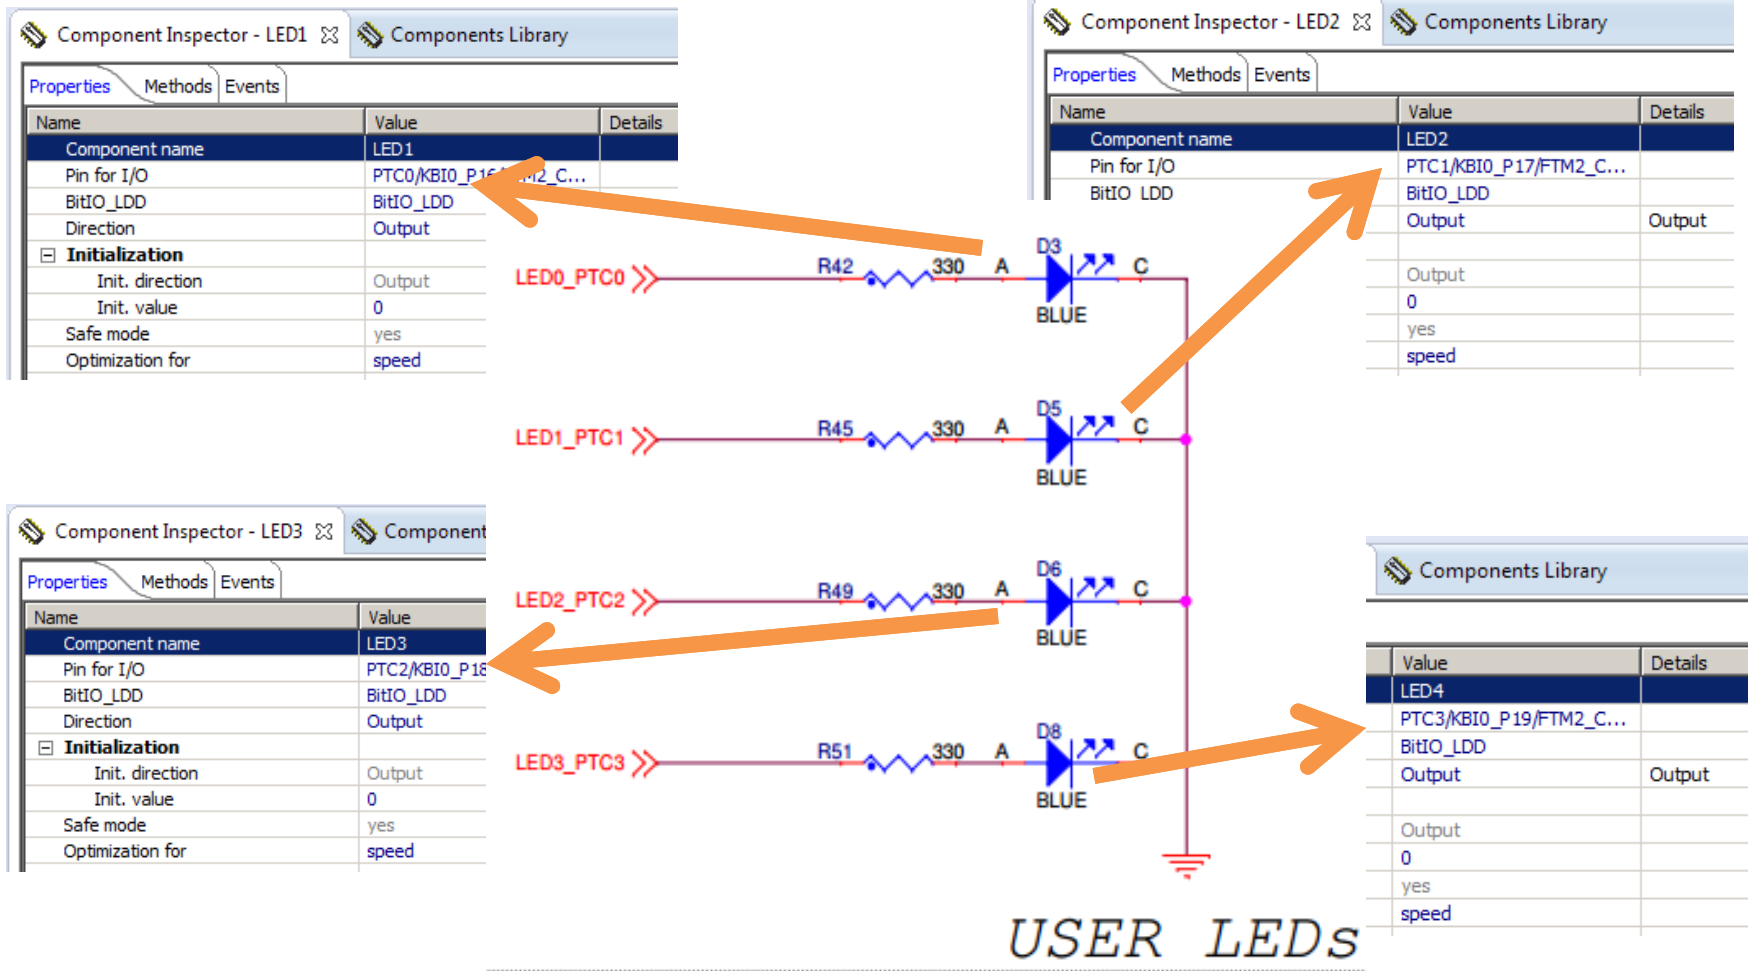 Component Inspector - LED1 Components Library
Properties Methods Events
Name Value Details
Component name LED1
Pin for I/O PTC0/KBI0_P16/ M2_C...
BitIO_LDD BitIO_LDD
Direction Output
Initialization
Init. direction Output
Init. value 0
Safe mode yes
Optimization for speed
Component Inspector - LED2 Components Library
Properties Methods Events
Name Value Details
Component name LED2
Pin for I/O PTC1/KBI0_P17/FTM2_C...
BitIO_LDD BitIO_LDD
Output Output
Output
0
yes
speed
LED0_PTC0 R42 330 A D3 C
BLUE
LED1_PTC1 R45 330 A D5 C
BLUE
LED2_PTC2 R49 330 A D6 C
BLUE
LED3_PTC3 R51 330 A D8 C
BLUE
Component Inspector - LED3 Component
Properties Methods Events
Name Value
Component name LED3
Pin for I/O PTC2/KBI0_P18
BitIO_LDD BitIO_LDD
Direction Output
Initialization
Init. direction Output
Init. value 0
Safe mode yes
Optimization for speed
Components Library
Value Details
LED4
PTC3/KBI0_P19/FTM2_C...
BitIO_LDD
Output Output
Output
0
yes
speed
USER LEDs